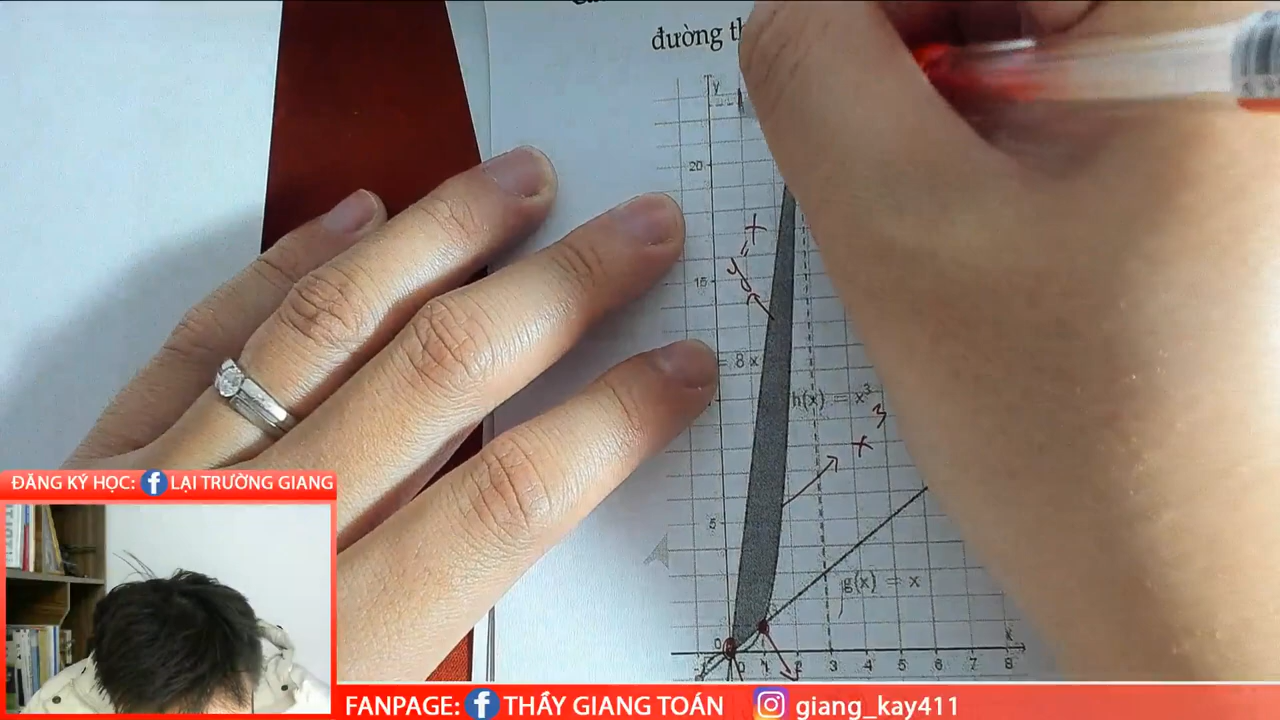 đường
y
20
15
= 8x
h(x) = x³
x³
5
g(x) = x
0
1 2 3 4 5 6 7 8
x
ĐĂNG KÝ HỌC: LẠI TRƯỜNG GIANG
FANPAGE: THẦY GIANG TOÁN giang_kay411